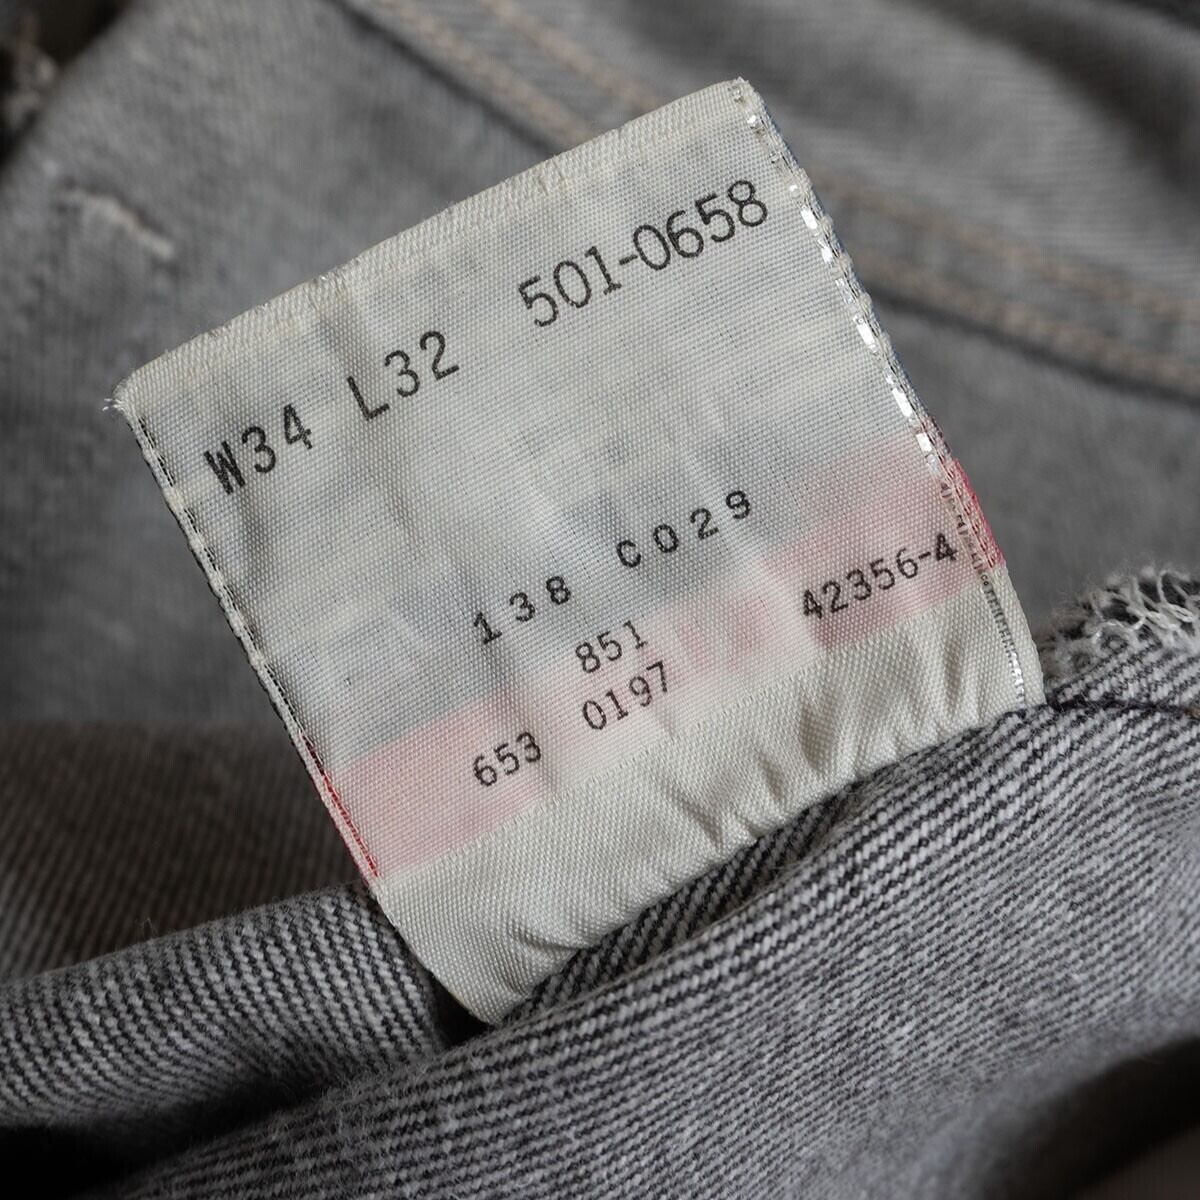 W34 L32 501-0658
138 C029
851 42356-4
653 0197